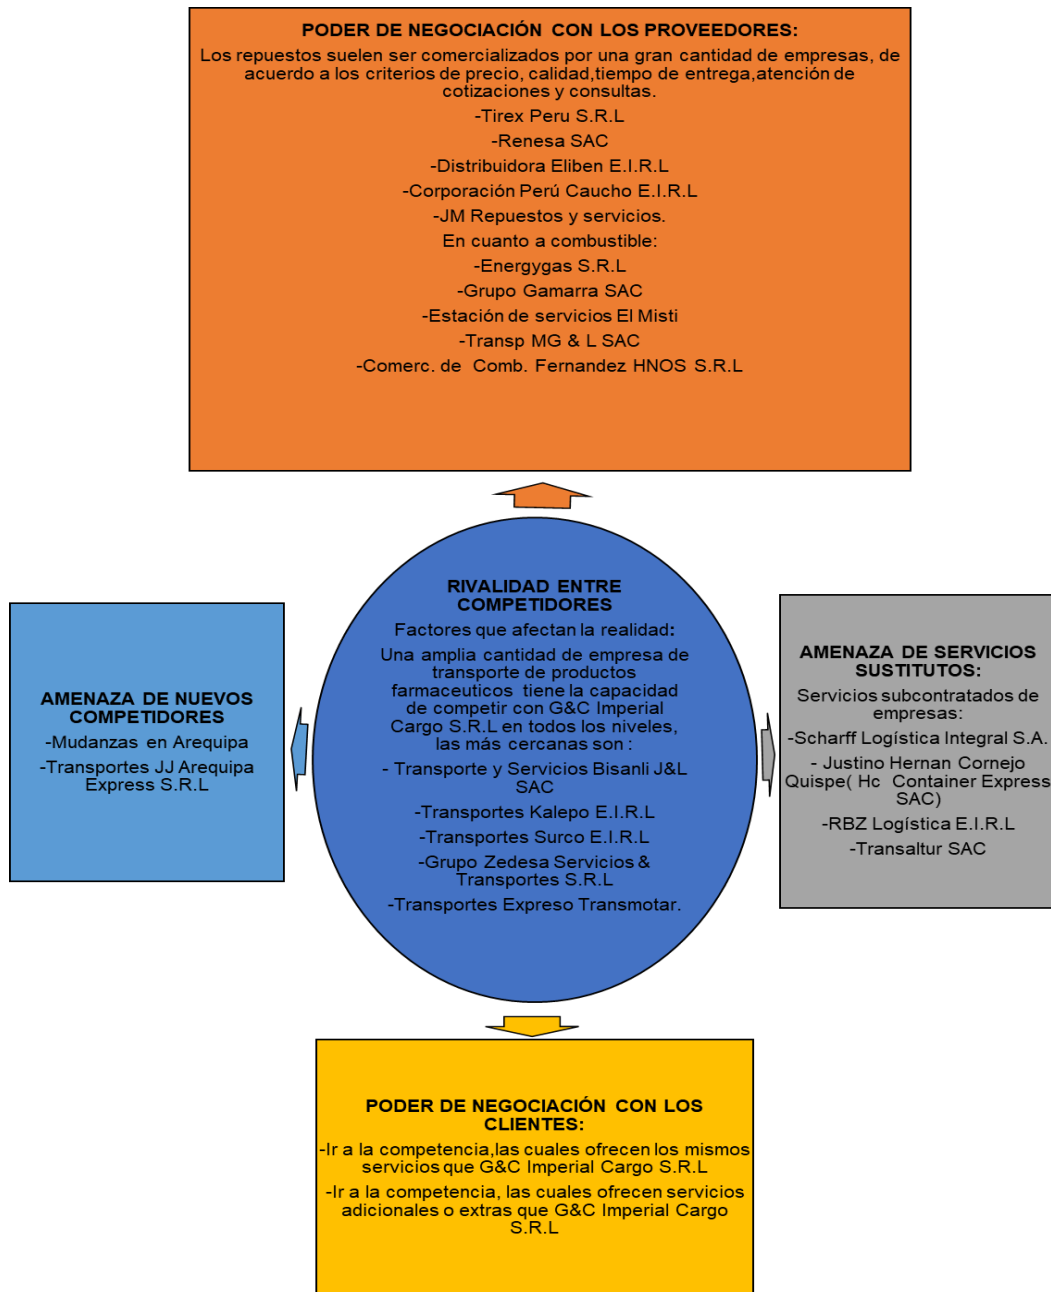 PODER DE NEGOCIACIÓN CON LOS PROVEEDORES:
Los repuestos suelen ser comercializados por una gran cantidad de empresas, de
acuerdo a los criterios de precio, calidad,tiempo de entrega,atención de
cotizaciones y consultas.
-Tirex Peru S.R.L
-Renesa SAC
-Distribuidora Eliben E.I.R.L
-Corporación Perú Caucho E.I.R.L
-JM Repuestos y servicios.
En cuanto a combustible:
-Energygas S.R.L
-Grupo Gamarra SAC
-Estación de servicios El Misti
-Transp MG & L SAC
-Comerc. de Comb. Fernandez HNOS S.R.L
AMENAZA DE NUEVOS
COMPETIDORES
-Mudanzas en Arequipa
-Transportes JJ Arequipa
Express S.R.L
RIVALIDAD ENTRE
COMPETIDORES
Factores que afectan la realidad:
Una amplia cantidad de empresa de
transporte de productos
farmaceuticos tiene la capacidad
de competir con G&C Imperial
Cargo S.R.L en todos los niveles,
las más cercanas son :
- Transporte y Servicios Bisanli J&L
SAC
-Transportes Kalepo E.I.R.L
-Transportes Surco E.I.R.L
-Grupo Zedesa Servicios &
Transportes S.R.L
-Transportes Expreso Transmotar.
AMENAZA DE SERVICIOS
SUSTITUTOS:
Servicios subcontratados de
empresas:
-Scharff Logística Integral S.A.
- Justino Hernan Cornejo
Quispe( Hc Container Express
SAC)
-RBZ Logística E.I.R.L
-Transaltur SAC
PODER DE NEGOCIACIÓN CON LOS
CLIENTES:
-Ir a la competencia,las cuales ofrecen los mismos
servicios que G&C Imperial Cargo S.R.L
-Ir a la competencia, las cuales ofrecen servicios
adicionales o extras que G&C Imperial Cargo
S.R.L